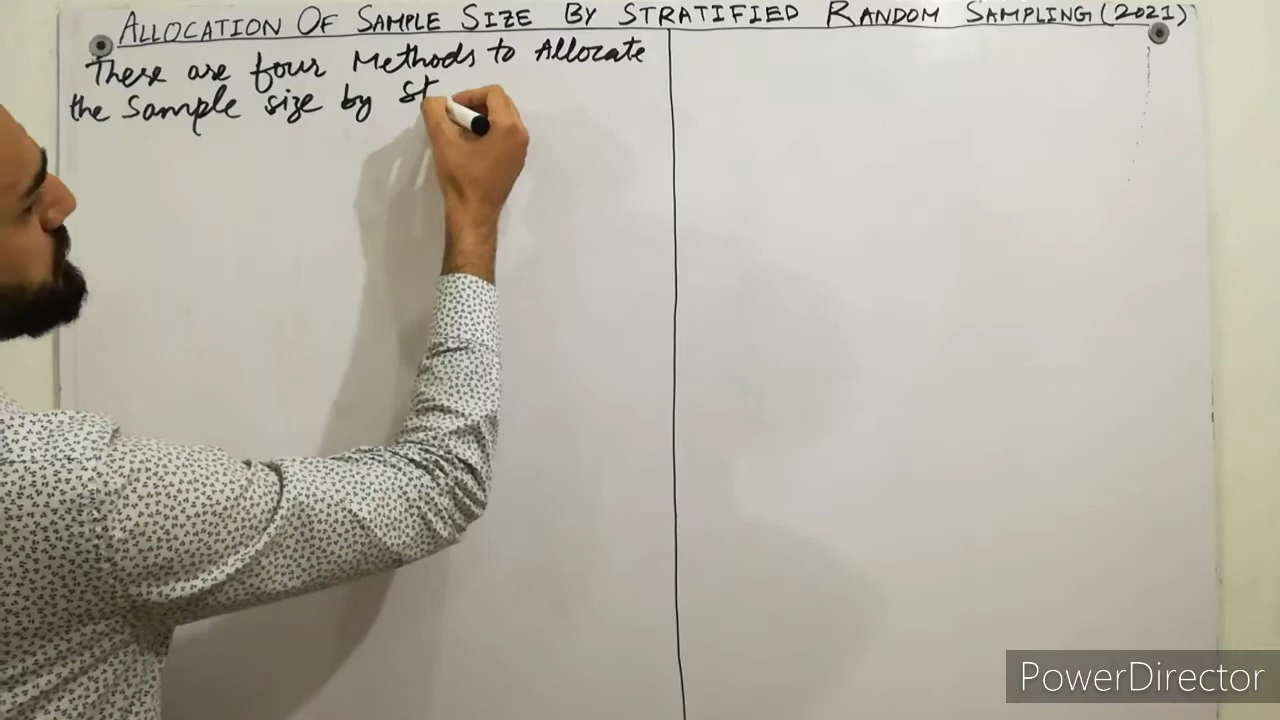 ALLOCATION OF SAMPLE SIZE BY STRATIFIED RANDOM SAMPLING (2021)
These are four Methods to Allocate
the Sample size by St
PowerDirector